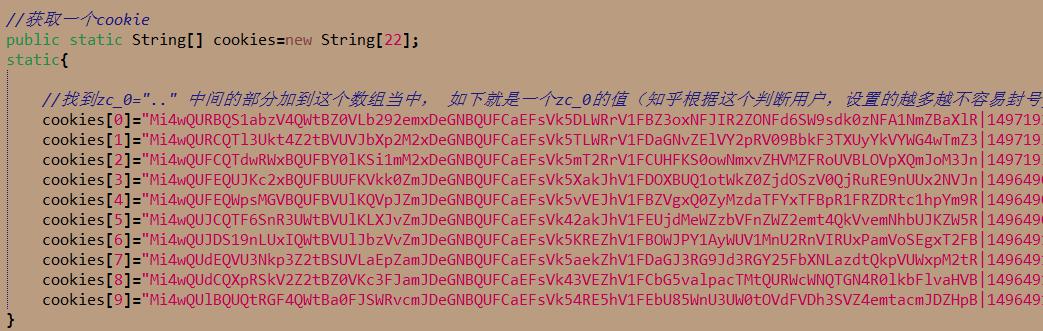 //获取一个cookie
public static String[] cookies=new String[22];
static{
//找到zc_0=".." 中间的部分加到这个数组当中, 如下就是一个zc_0的值（知乎根据这个判断用户，设置的越多越不容易封号
cookies[0]="Mi4wQURBQS1abzV4QWtBZ0VLb292emxDeGNBQUFCaEFsVk5DLWRrV1FBZ3oxNFJIR2ZONFd6SW9sdk0zNFA1NmZBaXlR|149719
cookies[1]="Mi4wQURCQTl3Ukt4Z2tBVUVJbXp2M2xDeGNBQUFCaEFsVk5TLWRrV1FDaGNvZElVY2pRV09BbkF3TXUyYkVYWG4wTmZ3|149719
cookies[2]="Mi4wQUFCQTdwRWxBQUFBY0lKSi1mM2xDeGNBQUFCaEFsVk5mT2RrV1FCUHFKS0owNmxvZHVMZFRoUVBLOVpXQmJoM3Jn|149719
cookies[3]="Mi4wQUFEQUJKc2xBQUFBUUFKVkk0ZmJDeGNBQUFCaEFsVk5XakJhV1FDOXBUQ1otWkZ0ZjdOSzV0QjRuRE9nUUx2NVJn|149649
cookies[4]="Mi4wQUFEQWpsMGVBQUFBVUlKQVpJZmJDeGNBQUFCaEFsVk5vVEJhV1FBZVgxQ0ZyMzdaTFYxTFBpR1FRZDRtc1hpYm9R|149649
cookies[5]="Mi4wQUJCQTF6SnR3UWtBVUlKLXJvZmJDeGNBQUFCaEFsVk42akJhV1FEUjdMeWZzbVFnZWZ2emt4QkVvemNhbUJKZW5R|149649
cookies[6]="Mi4wQUJDS19nLUxIQWtBVUlJbzVvZmJDeGNBQUFCaEFsVk5KREZhV1FBOWJPY1AyWUV1MnU2RnVIRUxPamVoSEgxT2FB|149649
cookies[7]="Mi4wQUdEQVU3Nkp3Z2tBSUVLaEpZamJDeGNBQUFCaEFsVk5aekZhV1FDaGJ3RG9Jd3RGY25FbXNLazdtQkpVUWxpM2tR|149649
cookies[8]="Mi4wQUdCQXpRSkV2Z2tBZ0VKc3FJamJDeGNBQUFCaEFsVk43VEZhV1FCbG5valpacTMtQURWcWNQTGN4R0lkbFlvaHVB|149649
cookies[9]="Mi4wQUlBQUQtRGF4QWtBa0FJSWRvcmJDeGNBQUFCaEFsVk54RE5hV1FEbU85WnU3UW0tOVdFVDh3SVZ4emtacmJDZHpB|149649
}